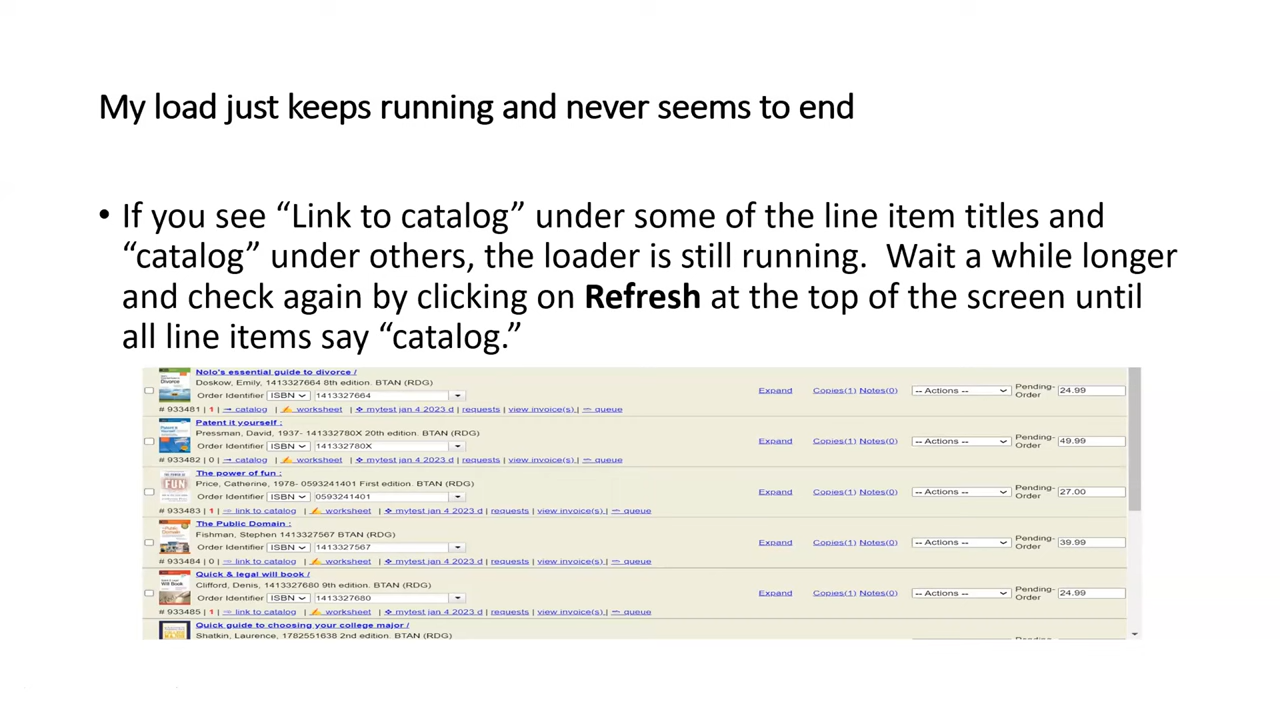 My load just keeps running and never seems to end
• If you see “Link to catalog” under some of the line item titles and
“catalog” under others, the loader is still running.  Wait a while longer
and check again by clicking on Refresh at the top of the screen until
all line items say “catalog.”
Nolo's essential guide to divorce /
Doskow, Emily, 1413327664 8th edition. BTAN (RDG)
Order Identifier ISBN 1413327664
Expand Copies(1) Notes(0) -- Actions -- Pending-Order 24.99
# 933481 | 1 | → catalog | worksheet | ❖ mytest jan 4 2023 d | requests | view invoice(s) | queue
Patent it yourself :
Pressman, David, 1937- 141332780X 20th edition. BTAN (RDG)
Order Identifier ISBN 141332780X
Expand Copies(1) Notes(0) -- Actions -- Pending-Order 49.99
# 933482 | 0 | → catalog | worksheet | ❖ mytest jan 4 2023 d | requests | view invoice(s) | queue
The power of fun :
Price, Catherine, 1978- 0593241401 First edition. BTAN (RDG)
Order Identifier ISBN 0593241401
Expand Copies(1) Notes(0) -- Actions -- Pending-Order 27.00
# 933483 | 1 | link to catalog | worksheet | ❖ mytest jan 4 2023 d | requests | view invoice(s) | queue
The Public Domain :
Fishman, Stephen 1413327567 BTAN (RDG)
Order Identifier ISBN 1413327567
Expand Copies(1) Notes(0) -- Actions -- Pending-Order 39.99
# 933484 | 0 | link to catalog | worksheet | ❖ mytest jan 4 2023 d | requests | view invoice(s) | queue
Quick & legal will book /
Clifford, Denis, 1413327680 9th edition. BTAN (RDG)
Order Identifier ISBN 1413327680
Expand Copies(1) Notes(0) -- Actions -- Pending-Order 24.99
# 933485 | 1 | link to catalog | worksheet | ❖ mytest jan 4 2023 d | requests | view invoice(s) | queue
Quick guide to choosing your college major /
Shatkin, Laurence, 1782551638 2nd edition. BTAN (RDG)